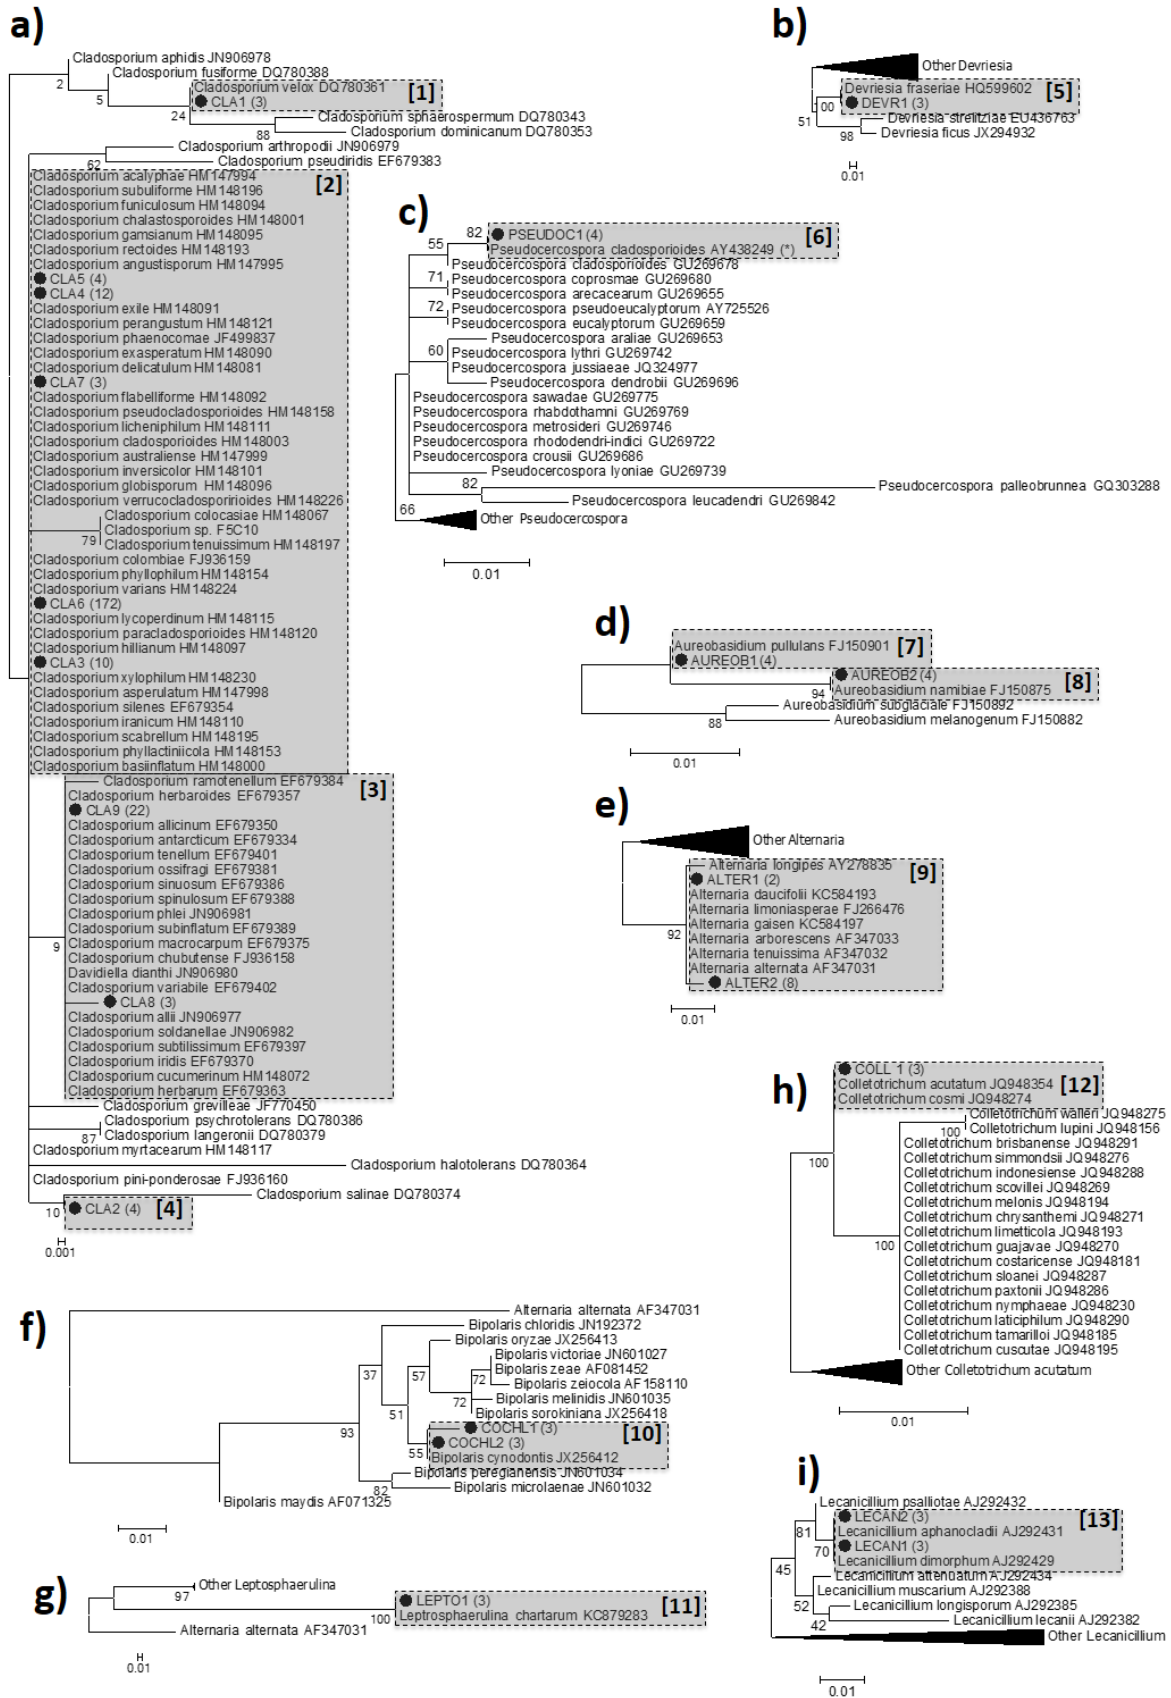 a)
Cladosporium aphidis JN906978
2
Cladosporium fusiforme DQ780388
5
Cladosporium velox DQ780361
[1]
CLA1 (3)
24
Cladosporium sphaerospermum DQ780343
88
Cladosporium dominicanum DQ780353
Cladosporium arthropodii JN906979
62
Cladosporium pseudiridis EF679383
Cladosporium acalyphae HM147994
[2]
Cladosporium subuliforme HM148196
Cladosporium funiculosum HM148094
Cladosporium chalastosporoides HM148001
Cladosporium gamsianum HM148095
Cladosporium rectoides HM148193
Cladosporium angustisporum HM147995
CLA5 (4)
CLA4 (12)
Cladosporium exile HM148091
Cladosporium perangustum HM148121
Cladosporium phaenocomae JF499837
Cladosporium exasperatum HM148090
Cladosporium delicatulum HM148081
CLA7 (3)
Cladosporium flabelliforme HM148092
Cladosporium pseudocladosporioides HM148158
Cladosporium licheniphilum HM148111
Cladosporium cladosporioides HM148003
Cladosporium australiense HM147999
Cladosporium inversicolor HM148101
Cladosporium globisporum HM148096
Cladosporium verrucocladosporirioides HM148226
Cladosporium colocasiae HM148067
Cladosporium sp. F5C10
79
Cladosporium tenuissimum HM148197
Cladosporium colombiae FJ936159
Cladosporium phyllophilum HM148154
Cladosporium varians HM148224
CLA6 (172)
Cladosporium lycoperdinum HM148115
Cladosporium paracladosporioides HM148120
Cladosporium hillianum HM148097
CLA3 (10)
Cladosporium xylophilum HM148230
Cladosporium asperulatum HM147998
Cladosporium silenes EF679354
Cladosporium iranicum HM148110
Cladosporium scabrellum HM148195
Cladosporium phyllactiniicola HM148153
Cladosporium basiinflatum HM148000
Cladosporium ramotenellum EF679384
[3]
Cladosporium herbaroides EF679357
CLA9 (22)
Cladosporium allicinum EF679350
Cladosporium antarcticum EF679334
Cladosporium tenellum EF679401
Cladosporium ossifragi EF679381
Cladosporium sinuosum EF679386
Cladosporium spinulosum EF679388
Cladosporium phlei JN906981
Cladosporium subinflatum EF679389
9
Cladosporium macrocarpum EF679375
Cladosporium chubutense FJ936158
Davidiella dianthi JN906980
Cladosporium variabile EF679402
CLA8 (3)
Cladosporium allii JN906977
Cladosporium soldanellae JN906982
Cladosporium subtilissimum EF679397
Cladosporium iridis EF679370
Cladosporium cucumerinum HM148072
Cladosporium herbarum EF679363
Cladosporium grevilleae JF770450
Cladosporium psychrotolerans DQ780386
87
Cladosporium langeronii DQ780379
Cladosporium myrtacearum HM148117
Cladosporium halotolerans DQ780364
Cladosporium pini-ponderosae FJ936160
Cladosporium salinae DQ780374
10
CLA2 (4)
[4]
0.001
b)
Other Devriesia
Devriesia fraseriae HQ599602
[5]
00
DEVR1 (3)
51
Devriesia strelitziae EU436763
98
Devriesia ficus JX294932
0.01
c)
82
PSEUDOC1 (4)
[6]
55
Pseudocercospora cladosporioides AY438249 (*)
Pseudocercospora cladosporioides GU269678
71
Pseudocercospora coprosmae GU269680
Pseudocercospora arecacearum GU269655
72
Pseudocercospora pseudoeucalyptorum AY725526
Pseudocercospora eucalyptorum GU269659
Pseudocercospora araliae GU269653
60
Pseudocercospora lythri GU269742
Pseudocercospora jussiaeae JQ324977
Pseudocercospora dendrobii GU269696
Pseudocercospora sawadae GU269775
Pseudocercospora rhabdothamni GU269769
Pseudocercospora metrosideri GU269746
Pseudocercospora rhododendri-indici GU269722
Pseudocercospora crousii GU269686
Pseudocercospora lyoniae GU269739
82
Pseudocercospora palleobrunnea GQ303288
Pseudocercospora leucadendri GU269842
66
Other Pseudocercospora
0.01
d)
Aureobasidium pullulans FJ150901
[7]
AUREOB1 (4)
AUREOB2 (4)
[8]
94
Aureobasidium namibiae FJ150875
Aureobasidium subglaciale FJ150892
88
Aureobasidium melanogenum FJ150882
0.01
e)
Other Alternaria
Alternaria longipes AY278835
[9]
ALTER1 (2)
Alternaria daucifolii KC584193
Alternaria limoniasperae FJ266476
Alternaria gaisen KC584197
92
Alternaria arborescens AF347033
Alternaria tenuissima AF347032
Alternaria alternata AF347031
ALTER2 (8)
0.01
f)
Alternaria alternata AF347031
Bipolaris chloridis JN192372
Bipolaris oryzae JX256413
Bipolaris victoriae JN601027
37
57
72
Bipolaris zeae AF081452
Bipolaris zeiocola AF158110
72
Bipolaris melinidis JN601035
51
Bipolaris sorokiniana JX256418
93
COCHL1 (3)
[10]
COCHL2 (3)
55
Bipolaris cynodontis JX256412
Bipolaris peregianensis JN601034
82
Bipolaris microlaenae JN601032
Bipolaris maydis AF071325
0.01
g)
Other Leptosphaerulina
97
LEPTO1 (3)
[11]
100
Leptrosphaerulina chartarum KC879283
Alternaria alternata AF347031
0.01
h)
COLL 1 (3)
[12]
Colletotrichum acutatum JQ948354
Colletotrichum cosmi JQ948274
Colletotrichum walleri JQ948275
100
Colletotrichum lupini JQ948156
Colletotrichum brisbanense JQ948291
100
Colletotrichum simmondsii JQ948276
Colletotrichum indonesiense JQ948288
Colletotrichum scovillei JQ948269
Colletotrichum melonis JQ948194
Colletotrichum chrysanthemi JQ948271
Colletotrichum limetticola JQ948193
100
Colletotrichum guajavae JQ948270
Colletotrichum costaricense JQ948181
Colletotrichum sloanei JQ948287
Colletotrichum paxtonii JQ948286
Colletotrichum nymphaeae JQ948230
Colletotrichum laticiphilum JQ948290
Colletotrichum tamarilloi JQ948185
Colletotrichum cuscutae JQ948195
Other Colletotrichum acutatum
0.01
i)
Lecanicillium psalliotae AJ292432
LECAN2 (3)
[13]
81
Lecanicillium aphanocladii AJ292431
70
LECAN1 (3)
Lecanicillium dimorphum AJ292429
45
Lecanicillium attenuatum AJ292434
Lecanicillium muscarium AJ292388
52
Lecanicillium longisporum AJ292385
42
Lecanicillium lecanii AJ292382
Other Lecanicillium
0.01